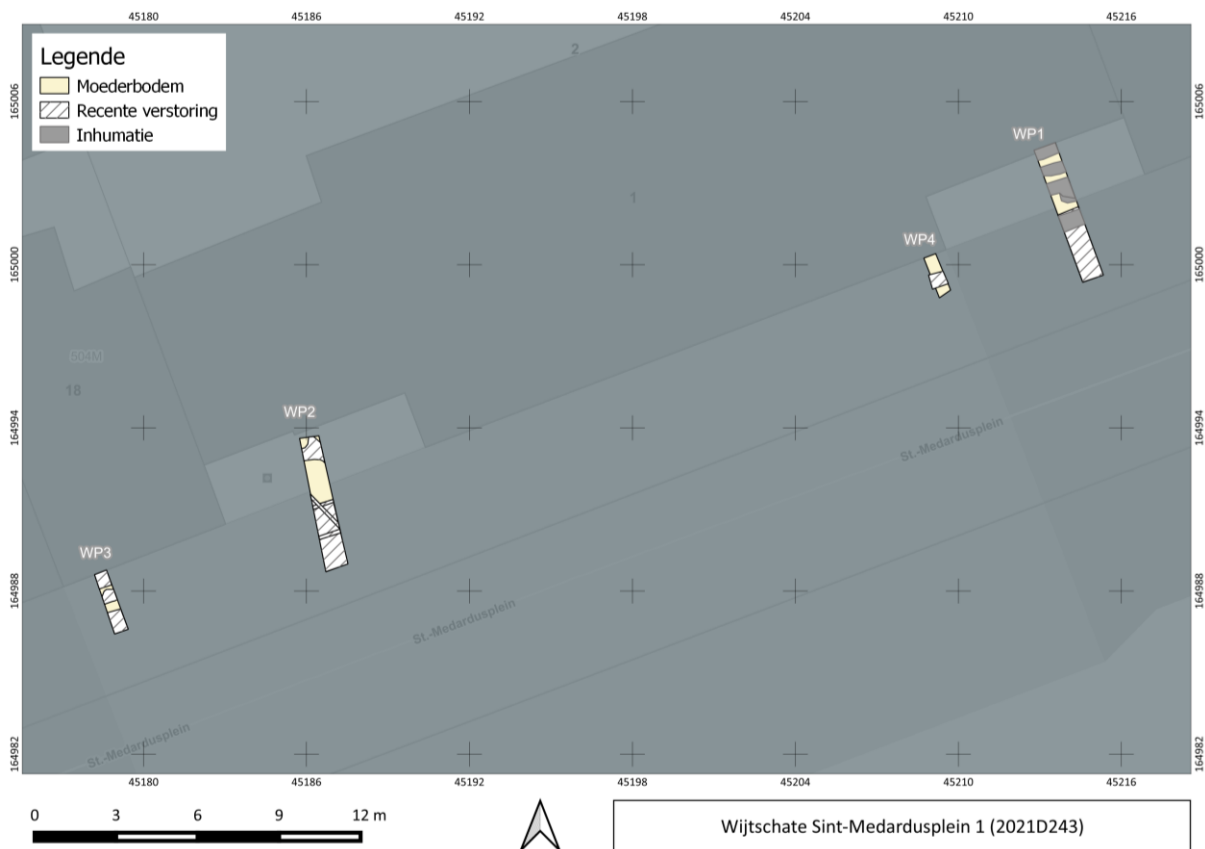 45180 45186 45192 45198 45204 45210 45216
Legende
Moederbodem
Recente verstoring
Inhumatie
2
165006 165006
WP1
1
WP4
165000 165000
504M
18
WP2
164994 164994
St.-Medardusplein
WP3
164988 164988
St.-Medardusplein
St.-Medardusplein
164982 164982
45180 45186 45192 45198 45204 45210 45216
0 3 6 9 12 m
Wijtschate Sint-Medardusplein 1 (2021D243)